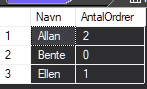 Navn AntalOrdrer
1 Allan 2
2 Bente 0
3 Ellen 1